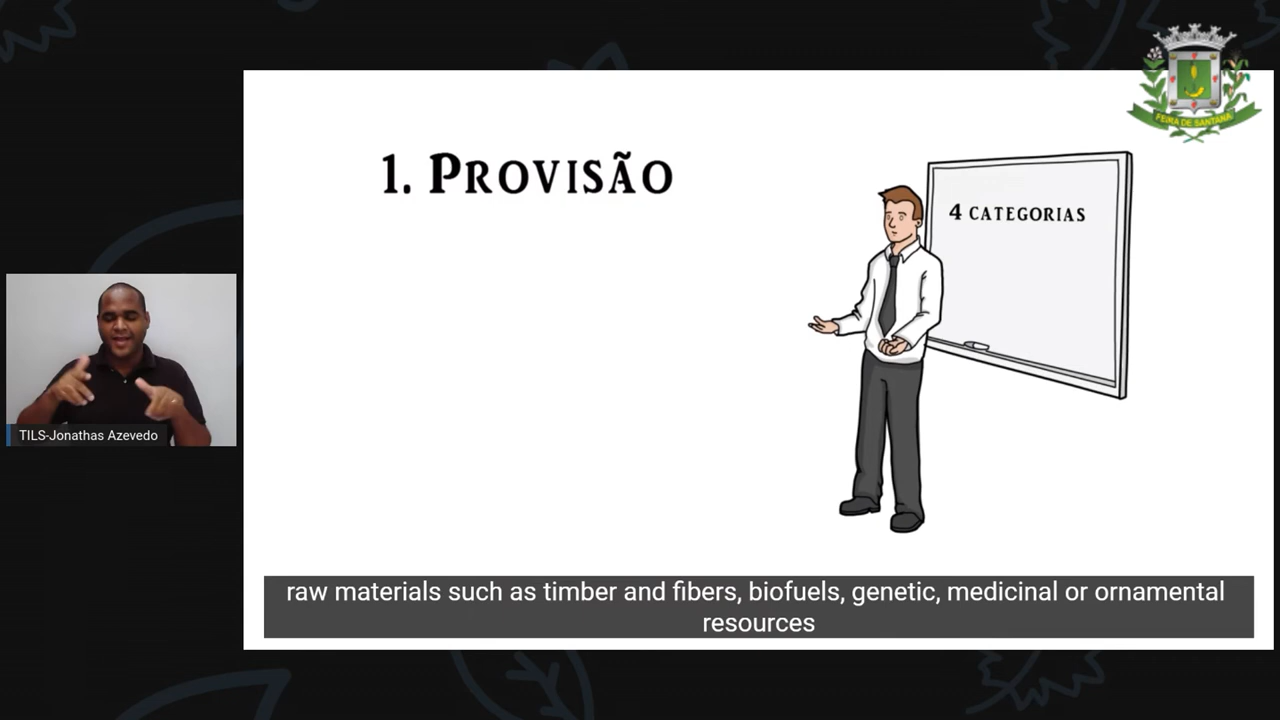 FEIRA DE SANTANA
1. PROVISÃO
4 CATEGORIAS
TILS-Jonathas Azevedo
raw materials such as timber and fibers, biofuels, genetic, medicinal or ornamental
resources